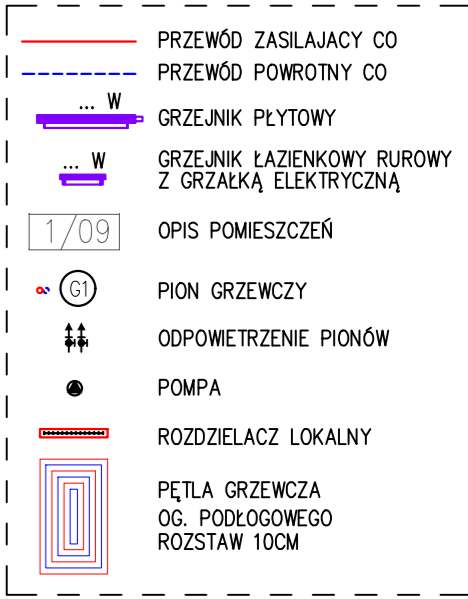 PRZEWÓD ZASILAJACY CO
PRZEWÓD POWROTNY CO
... W
GRZEJNIK PŁYTOWY
... W
GRZEJNIK ŁAZIENKOWY RUROWY
Z GRZAŁKĄ ELEKTRYCZNĄ
1/09
OPIS POMIESZCZEŃ
G1
PION GRZEWCZY
ODPOWIETRZENIE PIONÓW
POMPA
ROZDZIELACZ LOKALNY
PĘTLA GRZEWCZA
OG. PODŁOGOWEGO
ROZSTAW 10CM